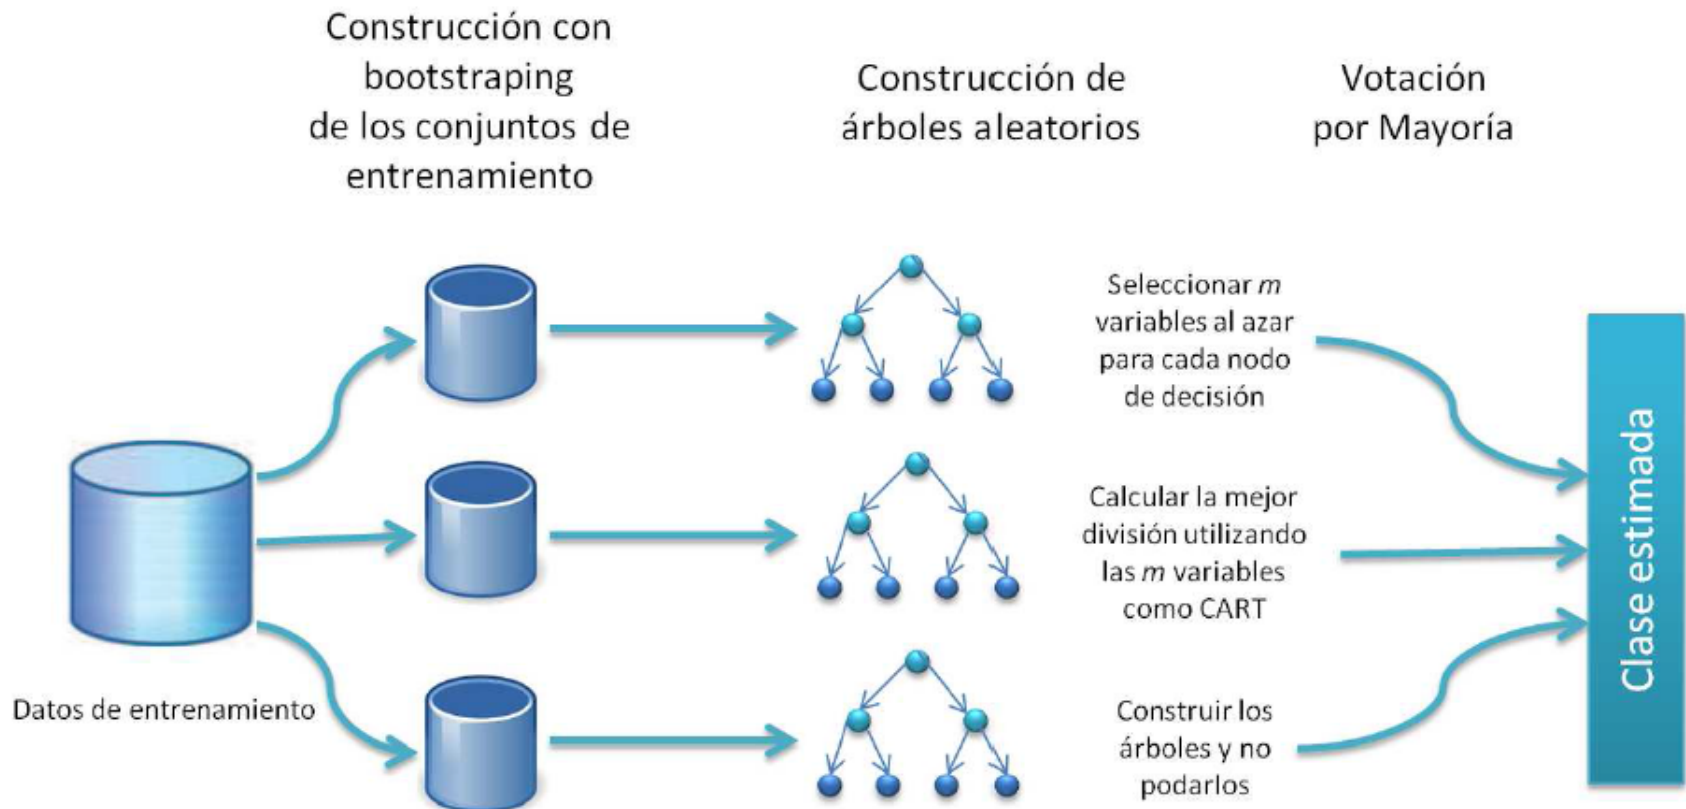 Construcción con
bootstraping
de los conjuntos de
entrenamiento
Construcción de
árboles aleatorios
Votación
por Mayoría
Seleccionar m
variables al azar
para cada nodo
de decisión
Calcular la mejor
división utilizando
las m variables
como CART
Construir los
árboles y no
podarlos
Datos de entrenamiento
Clase estimada